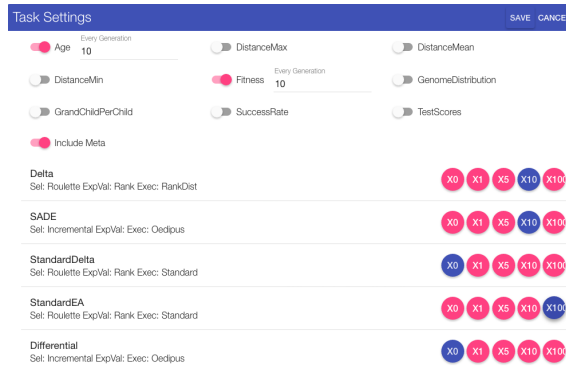 Task Settings SAVE CANCE
Every Generation
Age 10 DistanceMax DistanceMean
Every Generation
DistanceMin Fitness 10 GenomeDistribution
GrandChildPerChild SuccessRate TestScores
Include Meta
Delta
Sel: Roulette ExpVal: Rank Exec: RankDist
X0 X1 X5 X10 X100
SADE
Sel: Incremental ExpVal: Exec: Oedipus
X0 X1 X5 X10 X100
StandardDelta
Sel: Roulette ExpVal: Rank Exec: Standard
X0 X1 X5 X10 X100
StandardEA
Sel: Roulette ExpVal: Rank Exec: Standard
X0 X1 X5 X10 X100
Differential
Sel: Incremental ExpVal: Exec: Oedipus
X0 X1 X5 X10 X100